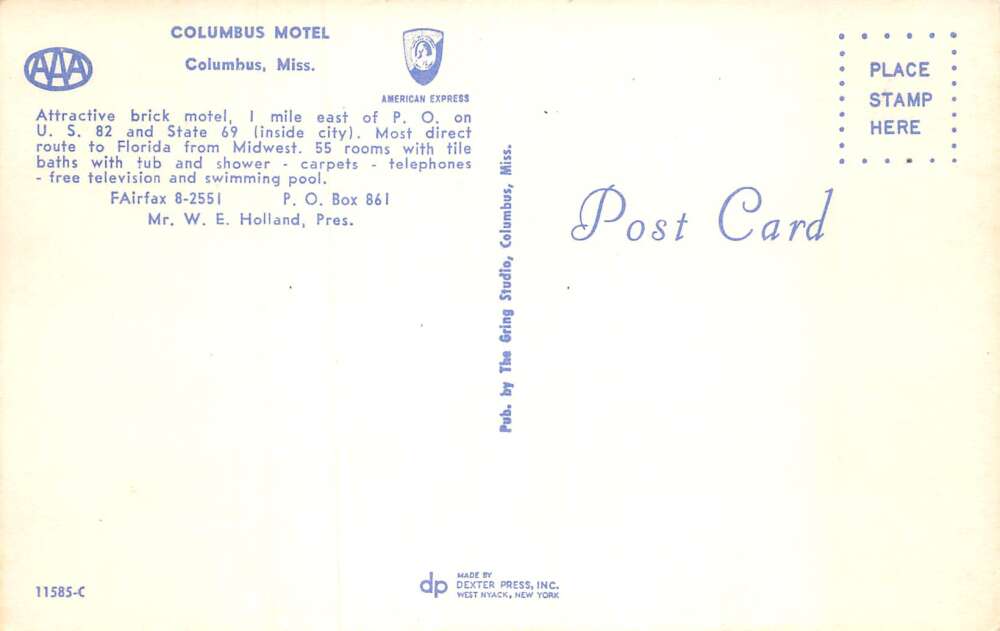 COLUMBUS MOTEL
Columbus, Miss.
AAA
AMERICAN EXPRESS
Attractive brick motel, 1 mile east of P. O. on
U. S. 82 and State 69 (inside city). Most direct
route to Florida from Midwest. 55 rooms with tile
baths with tub and shower - carpets - telephones
- free television and swimming pool.
FAirfax 8-2551 P. O. Box 861
Mr. W. E. Holland, Pres.
Pub. by The Gring Studio, Columbus, Miss.
PLACE
STAMP
HERE
Post Card
11585-C
dp
MADE BY
DEXTER PRESS, INC.
WEST NYACK, NEW YORK